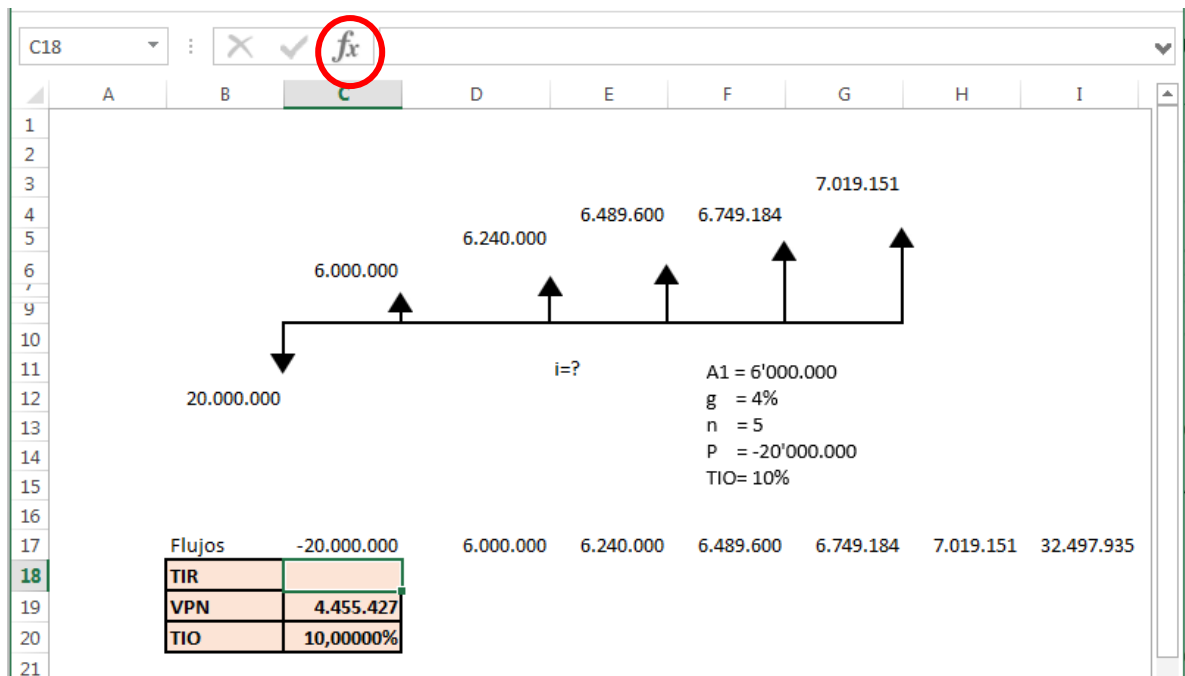 C18 fx
A B C D E F G H I
1
2
3 7.019.151
4 6.489.600 6.749.184
5 6.240.000
6 6.000.000
7
9
10
11 i=? A1 = 6'000.000
12 20.000.000 g = 4%
13 n = 5
14 P = -20'000.000
15 TIO= 10%
16
17 Flujos -20.000.000 6.000.000 6.240.000 6.489.600 6.749.184 7.019.151 32.497.935
18 TIR
19 VPN 4.455.427
20 TIO 10,00000%
21